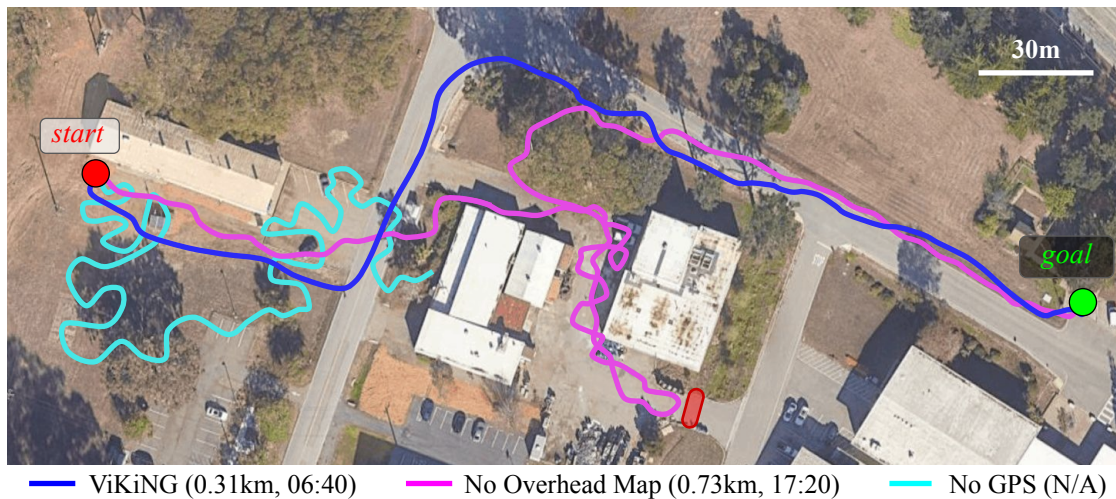 30m
start
goal
ViKiNG (0.31km, 06:40)
No Overhead Map (0.73km, 17:20)
No GPS (N/A)